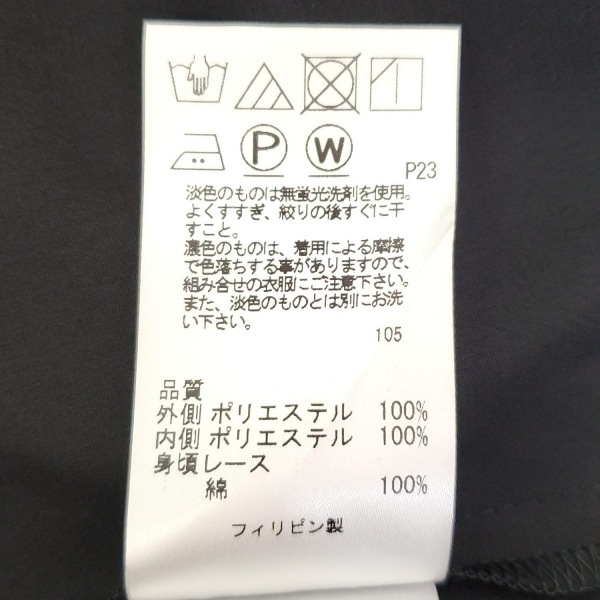 P W
P23
淡色のものは無蛍光洗剤を使用。
よくすすぎ、絞りの後すぐに干
すこと。
濃色のものは、着用による摩擦
で色落ちする事がありますので、
組み合せの衣服にご注意下さい。
また、淡色のものとは別にお洗
い下さい。
105
品質
外側 ポリエステル 100%
内側 ポリエステル 100%
身頃レース
綿 100%
フィリピン製